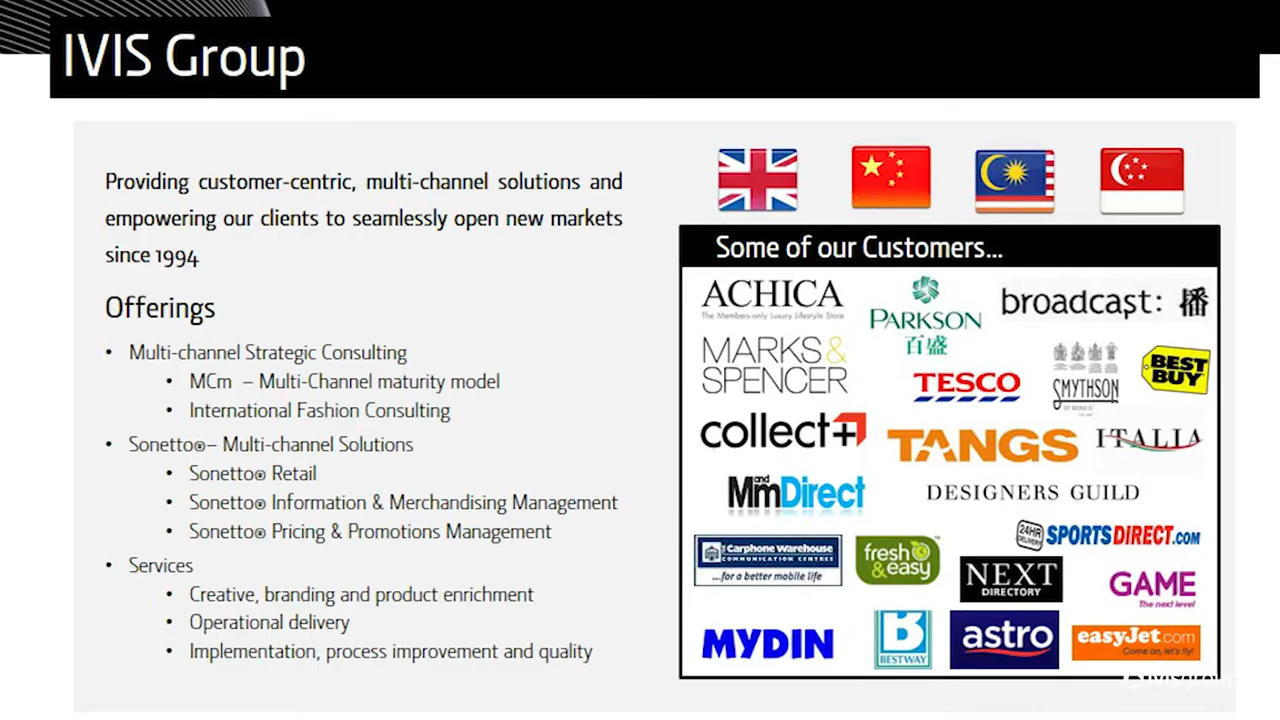 IVIS Group
Providing customer-centric, multi-channel solutions and
empowering our clients to seamlessly open new markets
since 1994
Offerings
• Multi-channel Strategic Consulting
• MCm – Multi-Channel maturity model
• International Fashion Consulting
• Sonetto®– Multi-channel Solutions
• Sonetto® Retail
• Sonetto® Information & Merchandising Management
• Sonetto® Pricing & Promotions Management
• Services
• Creative, branding and product enrichment
• Operational delivery
• Implementation, process improvement and quality
Some of our Customers...
ACHICA
The Members-only Luxury Lifestyle Store
PARKSON
百盛
broadcast: 播
MARKS &
SPENCER
TESCO
SMYTHSON
BEST
BUY
collect+
TANGS
ITALIA
MandmDirect
DESIGNERS GUILD
24HR
DELIVERY
SPORTSDIRECT.COM
The Carphone Warehouse
COMMUNICATION CENTRES
...for a better mobile life
fresh
&easy
NEXT
DIRECTORY
GAME
The next level
MYDIN
B
BESTWAY
astro
easyJet.com
Come on, let's fly!
ivisgroup